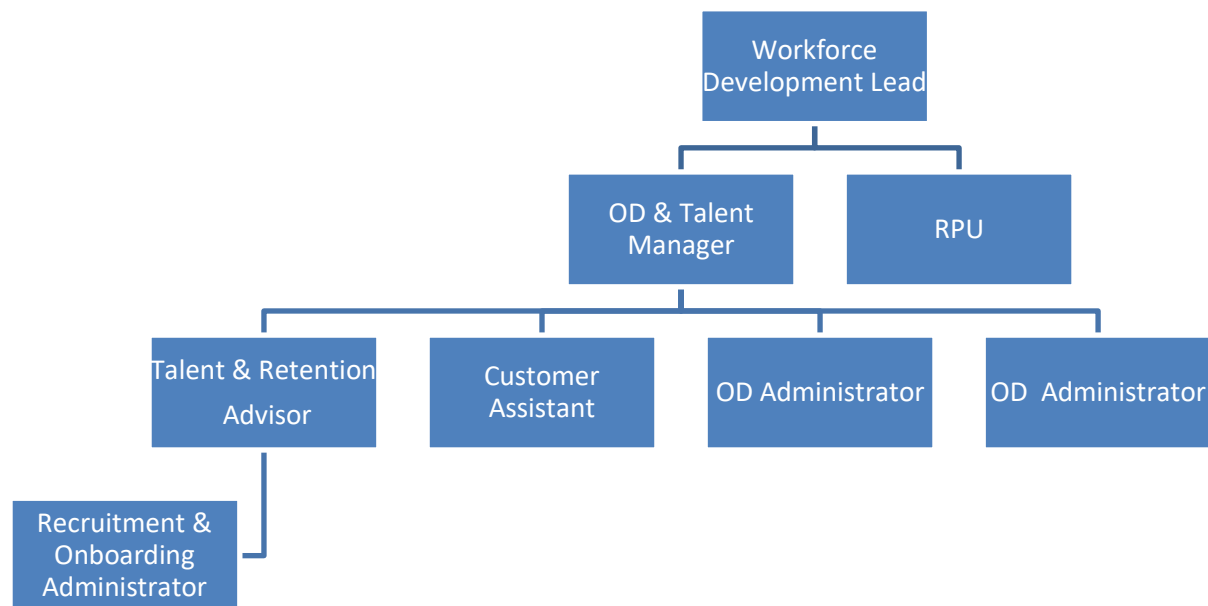 Workforce
Development Lead
OD & Talent
Manager
RPU
Talent & Retention
Advisor
Customer
Assistant
OD Administrator
OD  Administrator
Recruitment &
Onboarding
Administrator